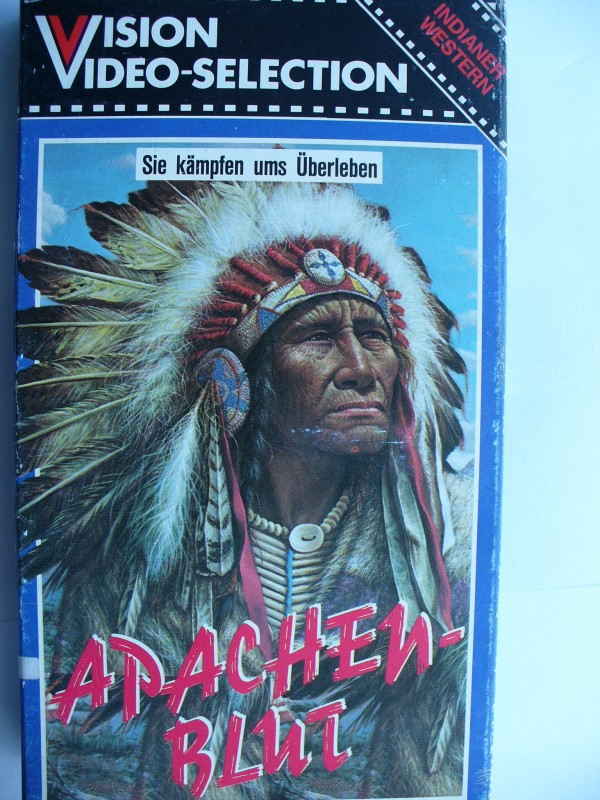 VISION
VIDEO-SELECTION
INDIANER
WESTERN
Sie kämpfen ums Überleben
APACHEN-
BLUT